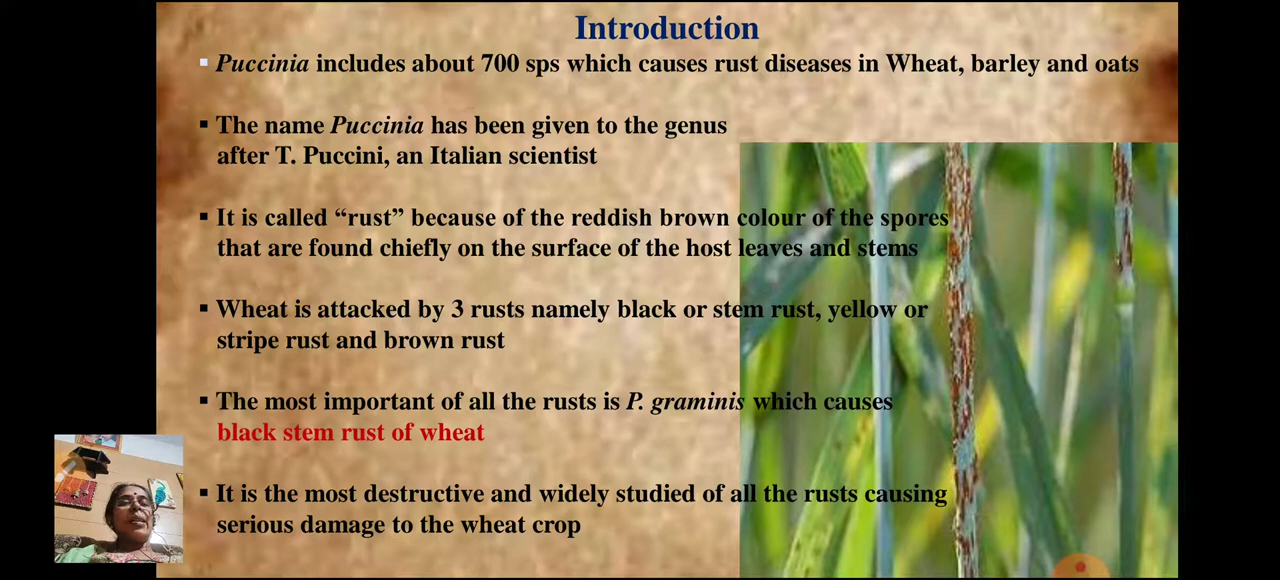 Introduction
▪ Puccinia includes about 700 sps which causes rust diseases in Wheat, barley and oats
▪ The name Puccinia has been given to the genus
after T. Puccini, an Italian scientist
▪ It is called “rust” because of the reddish brown colour of the spores
that are found chiefly on the surface of the host leaves and stems
▪ Wheat is attacked by 3 rusts namely black or stem rust, yellow or
stripe rust and brown rust
▪ The most important of all the rusts is P. graminis which causes
black stem rust of wheat
▪ It is the most destructive and widely studied of all the rusts causing
serious damage to the wheat crop